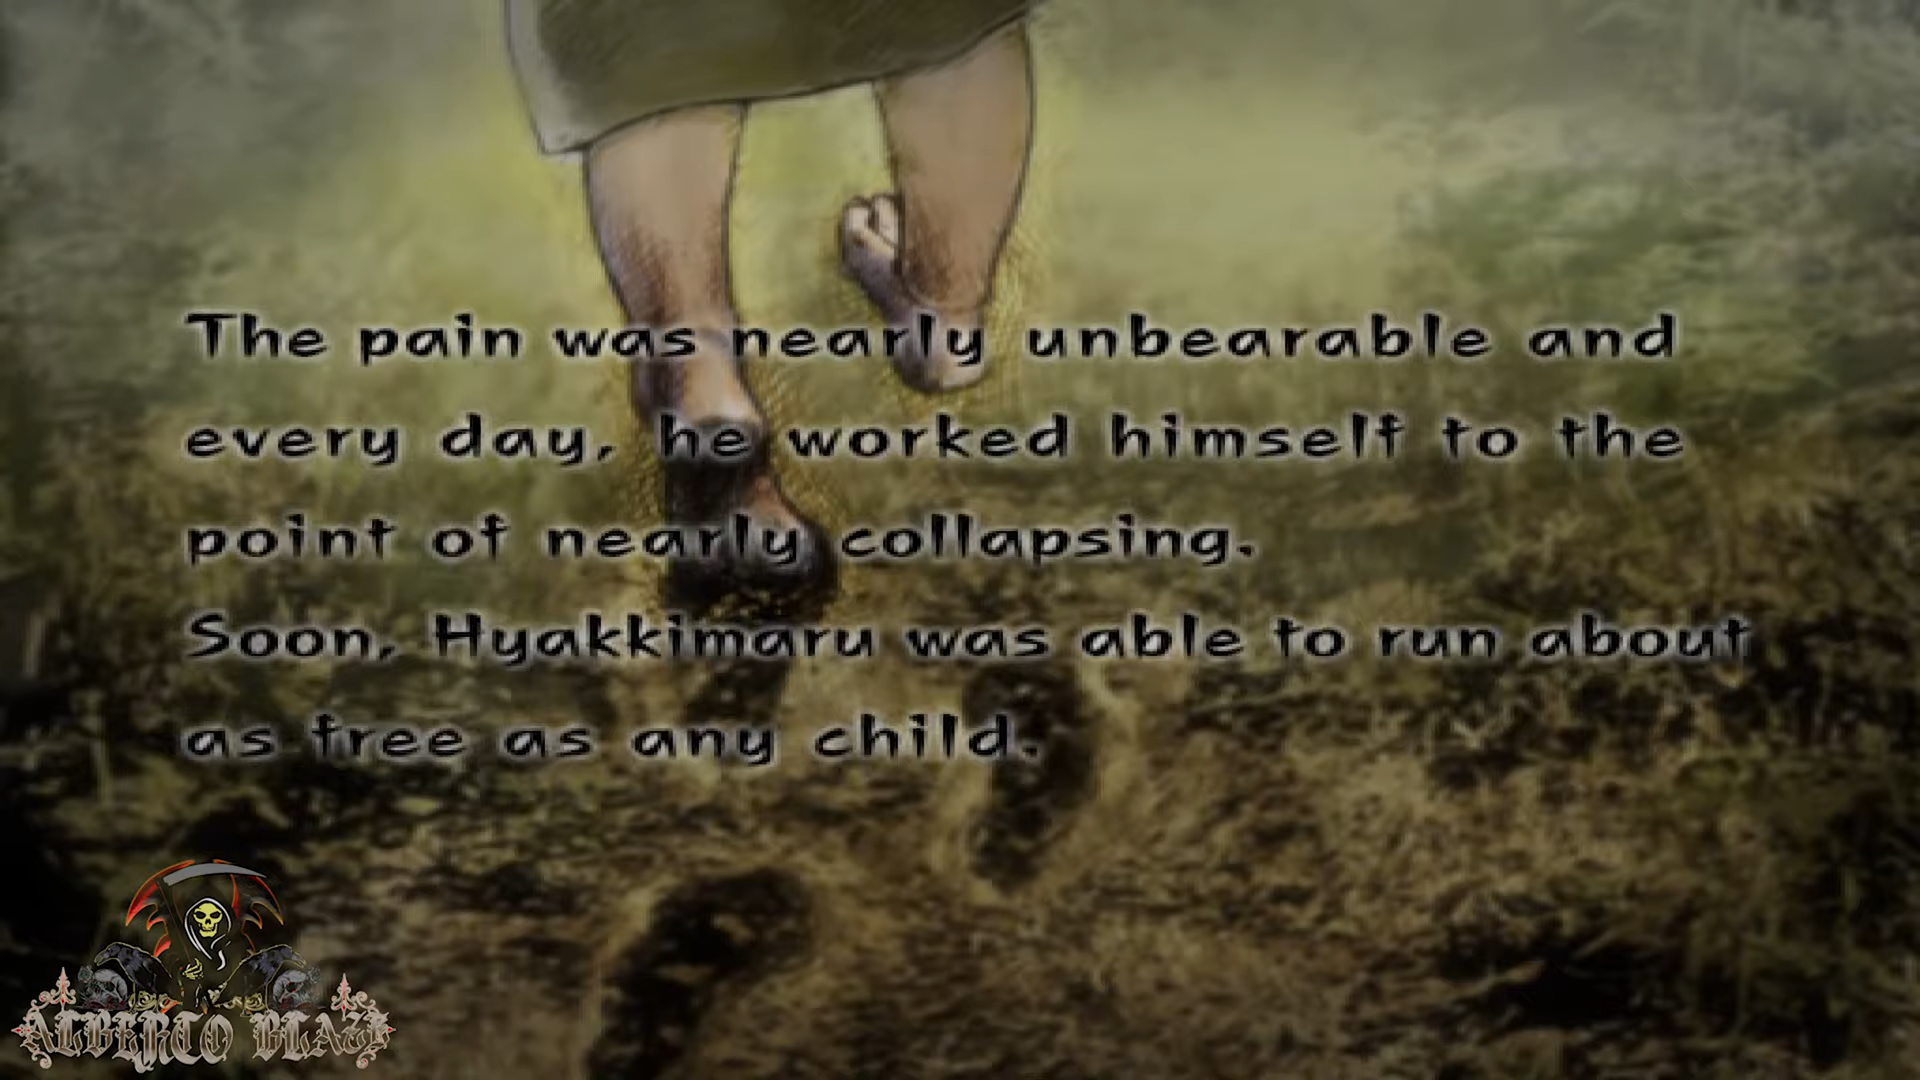 The pain was nearly unbearable and
every day, he worked himself to the
point of nearly collapsing.
Soon, Hyakkimaru was able to run about
as free as any child.
ALBERTO BLAZE